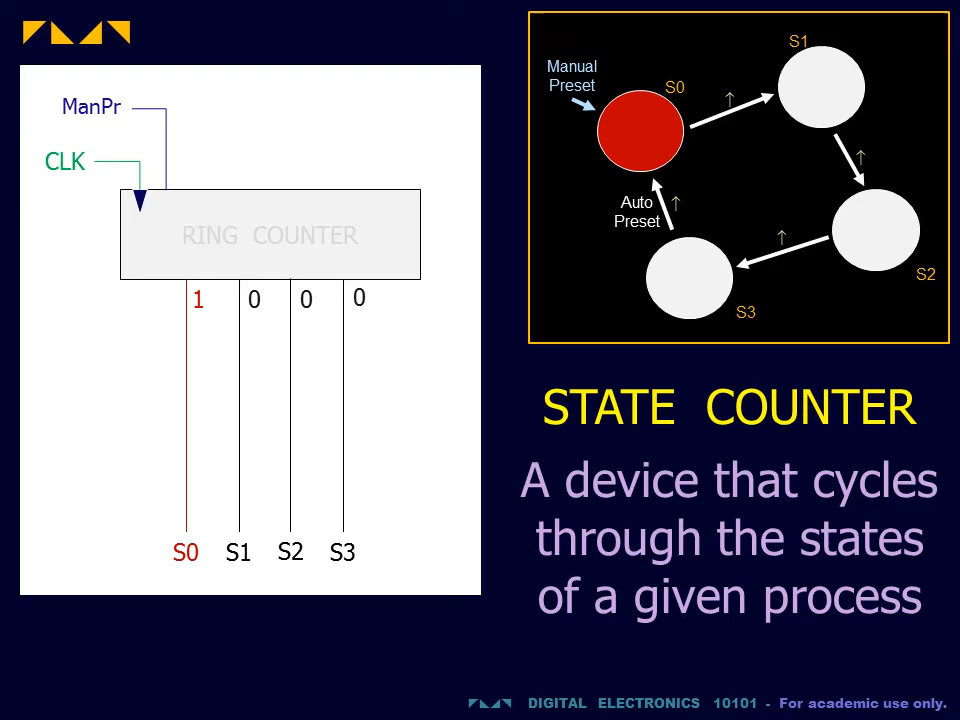 ManPr
CLK
RING COUNTER
1 0 0 0
S0 S1 S2 S3
Manual
Preset
S0
S1
↑
↑
Auto
Preset
↑
↑
S2
S3
STATE COUNTER
A device that cycles
through the states
of a given process
DIGITAL ELECTRONICS 10101 - For academic use only.